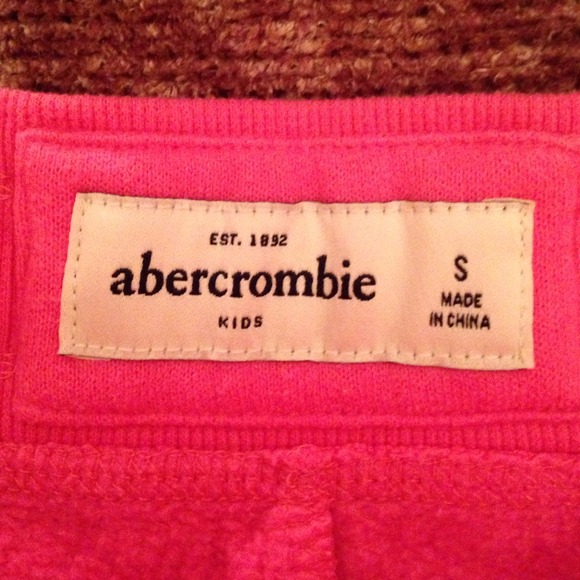 EST. 1892
abercrombie
KIDS
S
MADE
IN CHINA